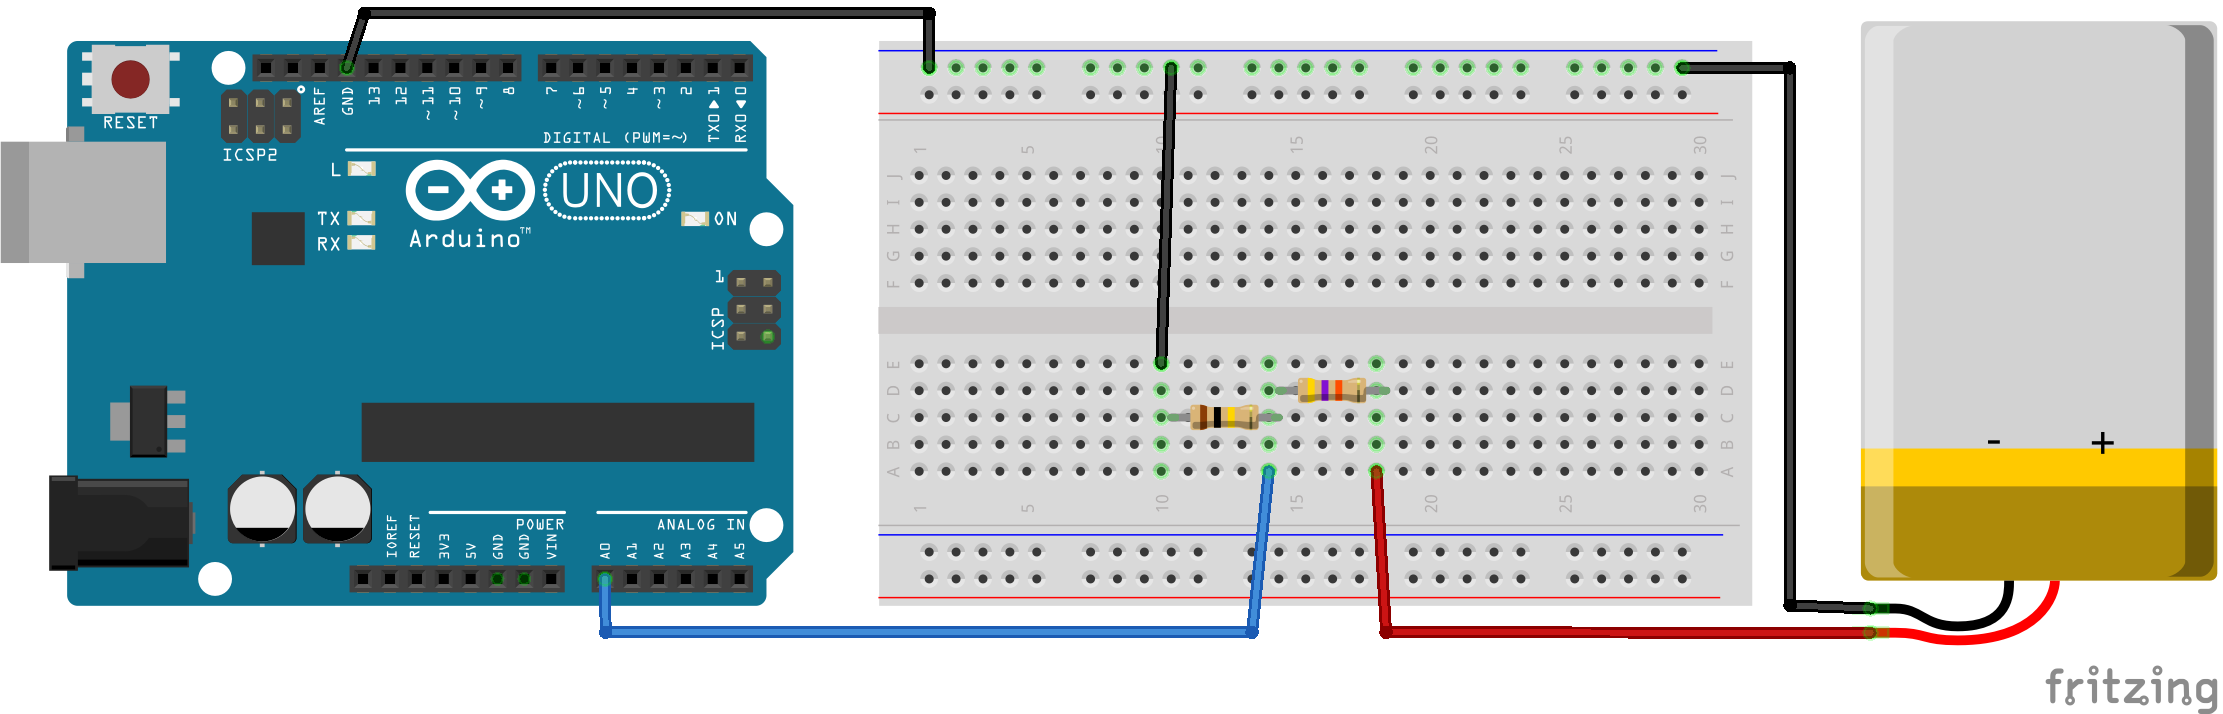 RESET
ICSP2
AREF
GND
13
12
~11
~10
~9
8
7
~6
~5
4
~3
2
TX0 1
RX0 0
DIGITAL (PWM=~)
L
TX
RX
UNO
Arduino™
ON
1
ICSP
POWER
ANALOG IN
IOREF
RESET
3V3
5V
GND
GND
VIN
A0
A1
A2
A3
A4
A5
1 5 10 15 20 25 30
J J
I I
H H
G G
F F
E E
D D
C C
B B
A A
1 5 10 15 20 25 30
- +
fritzing